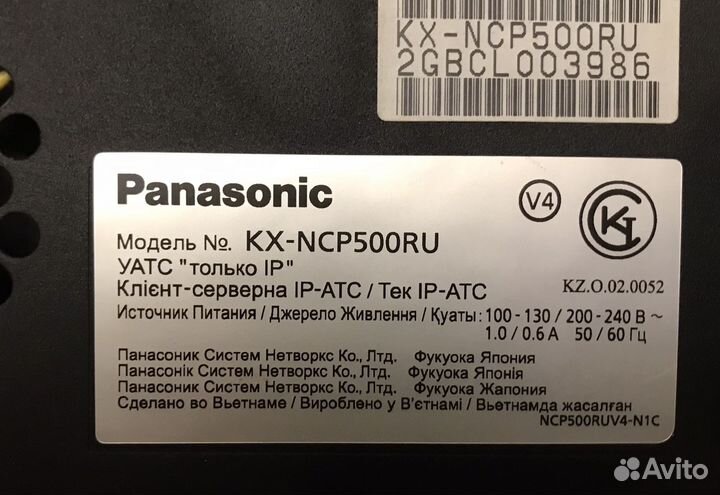 KX-NCP500RU
2GBCL003986
Panasonic
V4
Модель №. KX-NCP500RU
УАТС "только IP"
Клієнт-серверна IP-АТС / Тек IP-АТС
KZ.O.02.0052
Источник Питания / Джерело Живлення / Қуаты: 100 - 130 / 200 - 240 В ~
1.0 / 0.6 А 50 / 60 Гц
Панасоник Систем Нетворкс Ко., Лтд. Фукуока Япония
Панасонік Систем Нетворкс Ко., Лтд. Фукуока Японія
Панасоник Систем Нетворкс Ко., Лтд. Фукуока Жапония
Сделано во Вьетнаме / Вироблено у В'єтнамі / Вьетнамда жасалған
NCP500RUV4-N1C
Avito